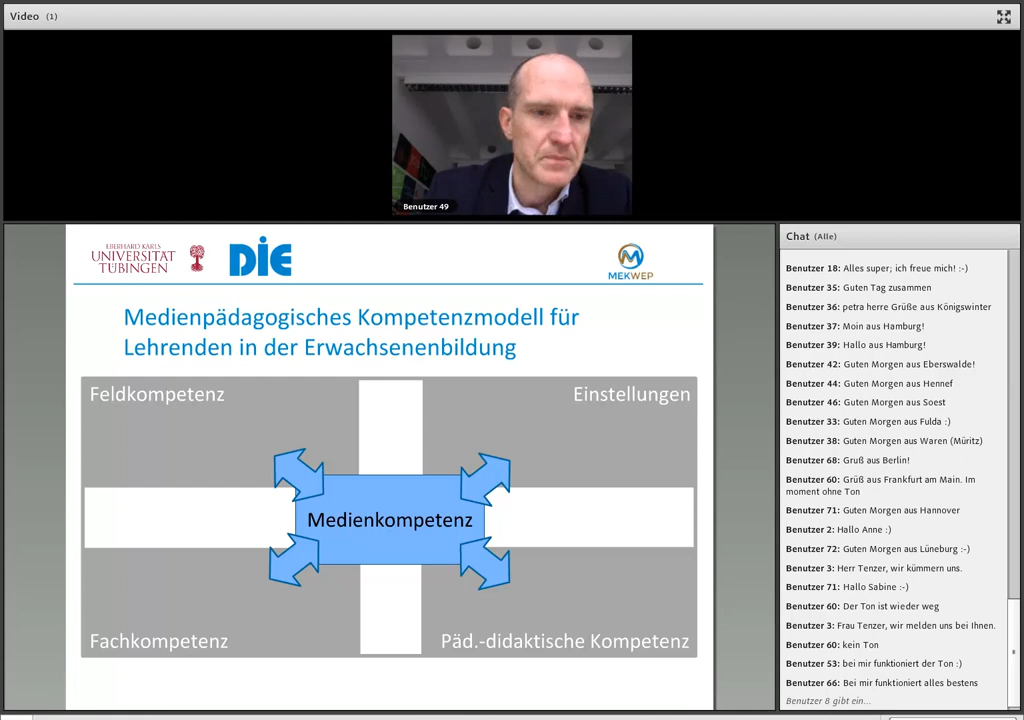 Video (1)
Benutzer 49
EBERHARD KARLS
UNIVERSITÄT
TÜBINGEN
DIE
MEKWEP
Medienpädagogisches Kompetenzmodell für
Lehrenden in der Erwachsenenbildung
Feldkompetenz
Einstellungen
Medienkompetenz
Fachkompetenz
Päd.-didaktische Kompetenz
Chat (Alle)
Benutzer 18: Alles super; ich freue mich! :-)
Benutzer 35: Guten Tag zusammen
Benutzer 36: petra herre Grüße aus Königswinter
Benutzer 37: Moin aus Hamburg!
Benutzer 39: Hallo aus Hamburg!
Benutzer 42: Guten Morgen aus Eberswalde!
Benutzer 44: Guten Morgen aus Hennef
Benutzer 46: Guten Morgen aus Soest
Benutzer 33: Guten Morgen aus Fulda :)
Benutzer 38: Guten Morgen aus Waren (Müritz)
Benutzer 68: Gruß aus Berlin!
Benutzer 60: Grüß aus Frankfurt am Main. Im
moment ohne Ton
Benutzer 71: Guten Morgen aus Hannover
Benutzer 2: Hallo Anne :)
Benutzer 72: Guten Morgen aus Lüneburg :-)
Benutzer 3: Herr Tenzer, wir kümmern uns.
Benutzer 71: Hallo Sabine :-)
Benutzer 60: Der Ton ist wieder weg
Benutzer 3: Frau Tenzer, wir melden uns bei Ihnen.
Benutzer 60: kein Ton
Benutzer 53: bei mir funktioniert der Ton :)
Benutzer 66: Bei mir funktioniert alles bestens
Benutzer 8 gibt ein...